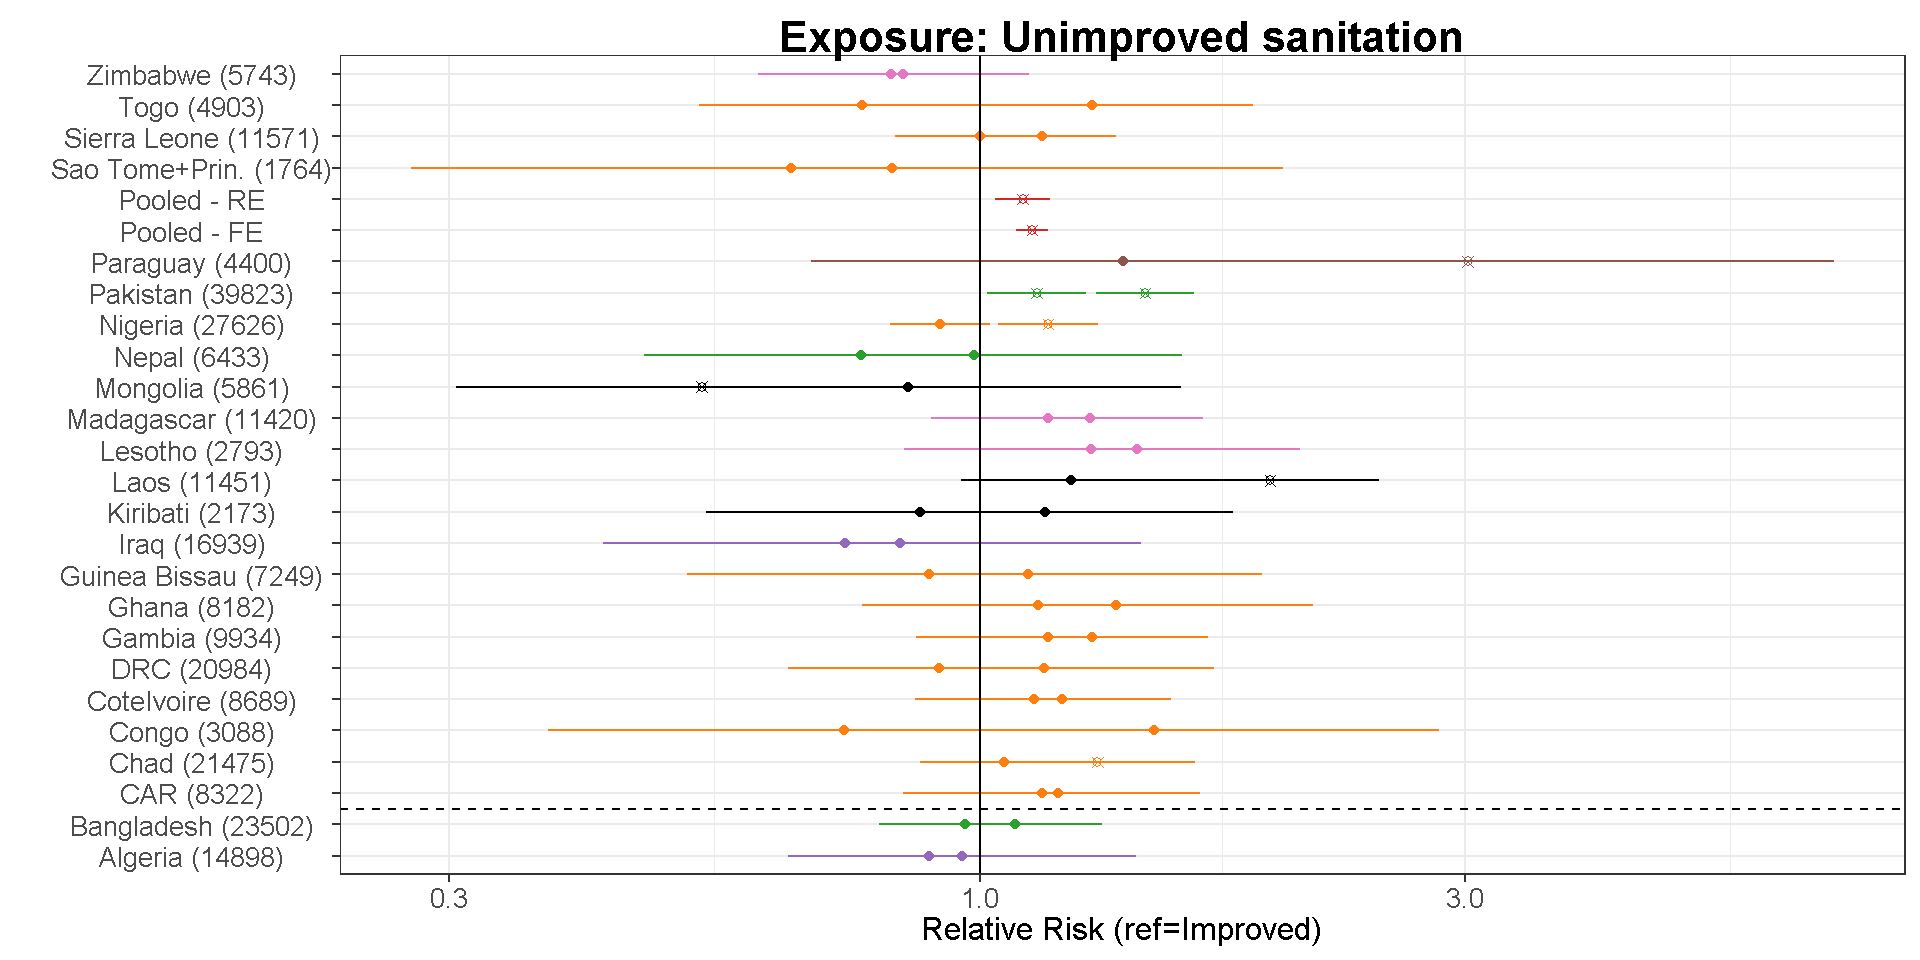 Exposure: Unimproved sanitation
Zimbabwe (5743)
Togo (4903)
Sierra Leone (11571)
Sao Tome+Prin. (1764)
Pooled - RE
Pooled - FE
Paraguay (4400)
Pakistan (39823)
Nigeria (27626)
Nepal (6433)
Mongolia (5861)
Madagascar (11420)
Lesotho (2793)
Laos (11451)
Kiribati (2173)
Iraq (16939)
Guinea Bissau (7249)
Ghana (8182)
Gambia (9934)
DRC (20984)
CoteIvoire (8689)
Congo (3088)
Chad (21475)
CAR (8322)
Bangladesh (23502)
Algeria (14898)
0.3 1.0 3.0
Relative Risk (ref=Improved)